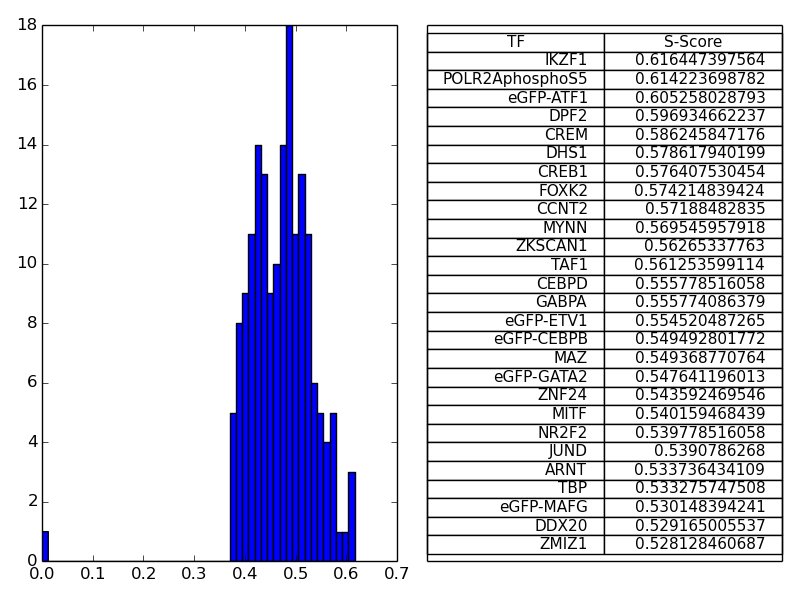 18
16
14
12
10
8
6
4
2
0
0.0 0.1 0.2 0.3 0.4 0.5 0.6 0.7
TF S-Score
IKZF1 0.616447397564
POLR2AphosphoS5 0.614223698782
eGFP-ATF1 0.605258028793
DPF2 0.596934662237
CREM 0.586245847176
DHS1 0.578617940199
CREB1 0.576407530454
FOXK2 0.574214839424
CCNT2 0.57188482835
MYNN 0.569545957918
ZKSCAN1 0.56265337763
TAF1 0.561253599114
CEBPD 0.555778516058
GABPA 0.555774086379
eGFP-ETV1 0.554520487265
eGFP-CEBPB 0.549492801772
MAZ 0.549368770764
eGFP-GATA2 0.547641196013
ZNF24 0.543592469546
MITF 0.540159468439
NR2F2 0.539778516058
JUND 0.5390786268
ARNT 0.533736434109
TBP 0.533275747508
eGFP-MAFG 0.530148394241
DDX20 0.529165005537
ZMIZ1 0.528128460687